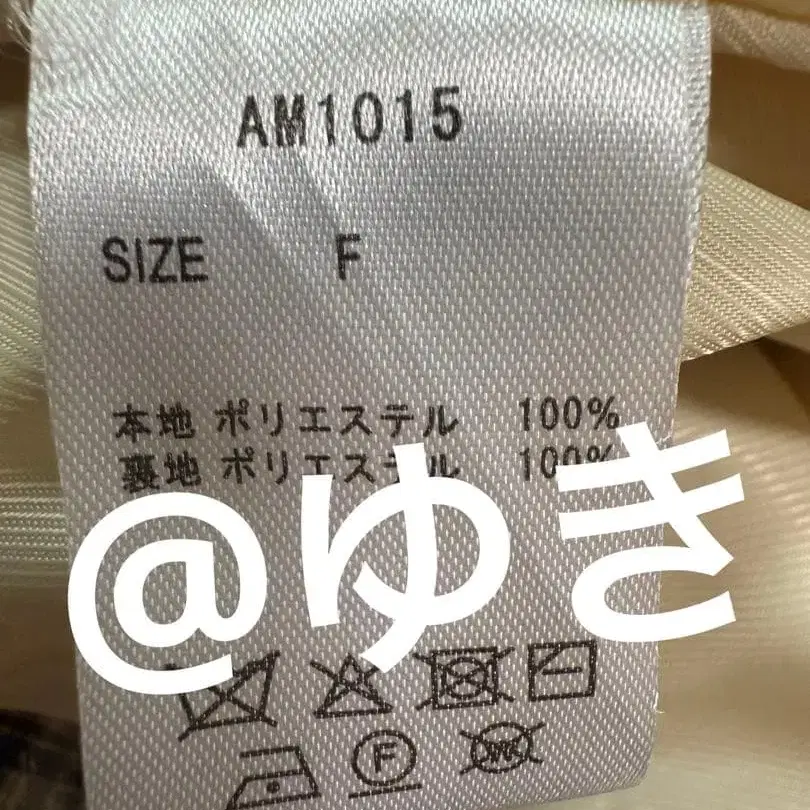 AM1015
SIZE F
本地 ポリエステル 100%
裏地 ポリエステル 100%
@ゆき
F
W